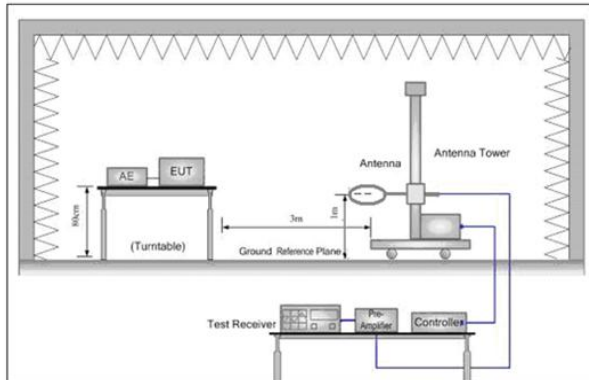 AE
EUT
80cm
(Turntable)
3m
1m
Antenna
Antenna Tower
Ground Reference Plane
Test Receiver
Pre-
Amplifier
Controller